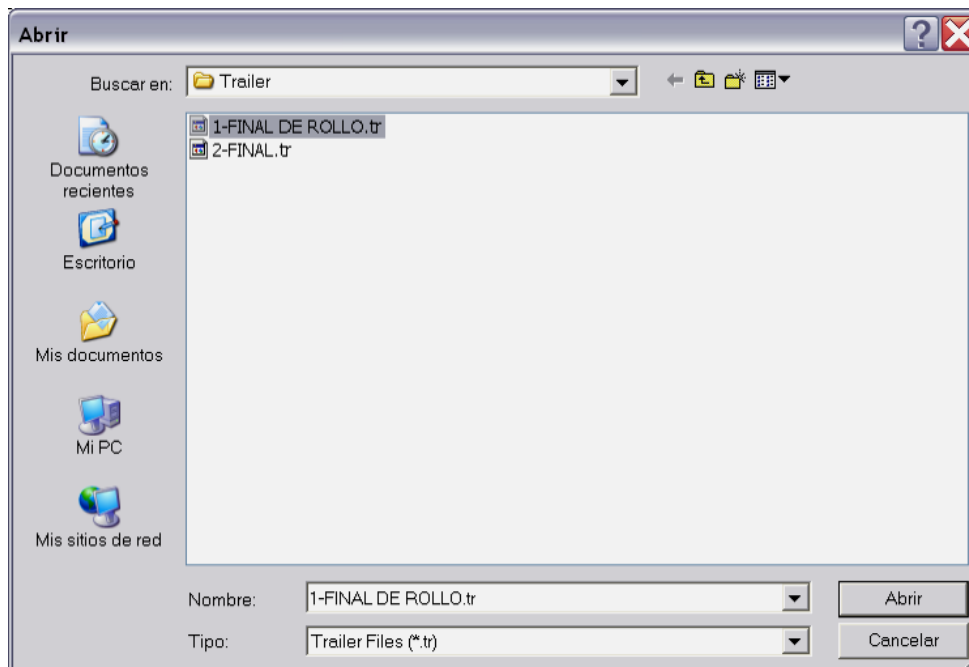 Abrir
Buscar en: Trailer
1-FINAL DE ROLLO.tr
2-FINAL.tr
Documentos
recientes
Escritorio
Mis documentos
Mi PC
Mis sitios de red
Nombre: 1-FINAL DE ROLLO.tr Abrir
Tipo: Trailer Files (*.tr) Cancelar